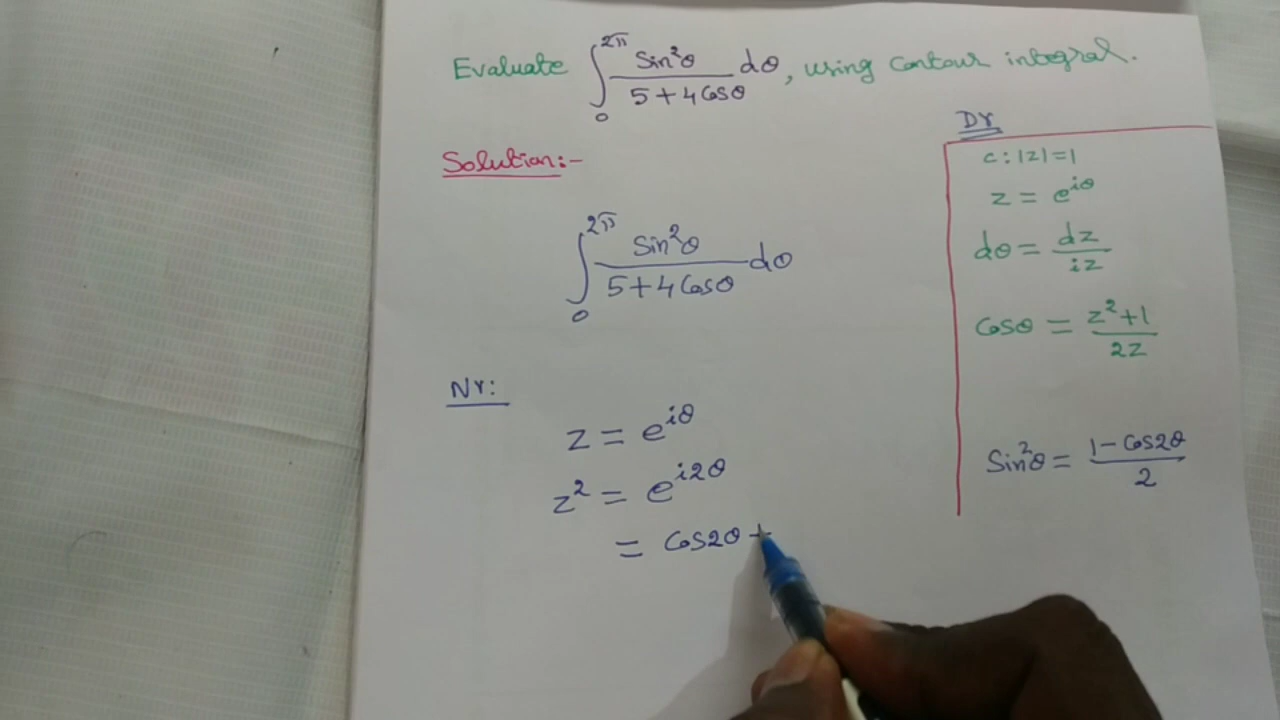 Evaluate ∫₀^2π Sin²θ / 5+4Cosθ dθ, using Contour integral.
Solution:-
∫₀^2π Sin²θ / 5+4Cosθ dθ
Nr:
z = e^iθ
z² = e^i2θ
= Cos2θ +
Dr
c: |z|=1
z = e^iθ
dθ = dz / iz
Cosθ = z²+1 / 2z
Sin²θ = 1-Cos2θ / 2